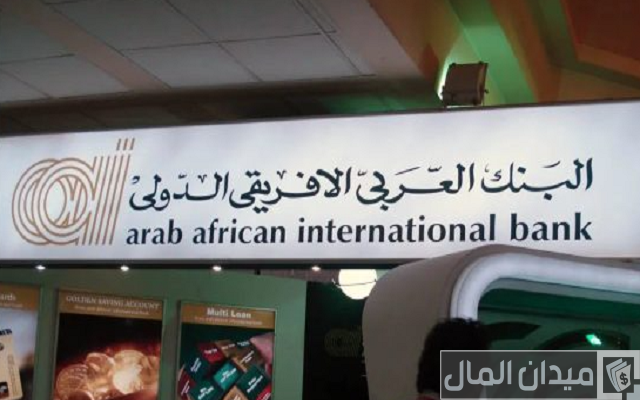 البنك العربي الافريقي الدولي
arab african international bank
GOLDEN SAVING ACCOUNT
Multi Loan
ميدان المال